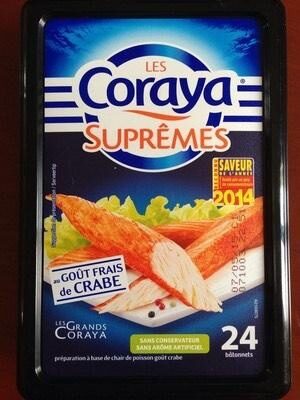 LES
Coraya
SUPRÊMES
SAVEUR
DE L'ANNÉE
2014
au GOÛT FRAIS
de CRABE
LES GRANDS
CORAYA
SANS CONSERVATEUR
SANS ARÔME ARTIFICIEL
24
bâtonnets
préparation à base de chair de poisson goût crabe